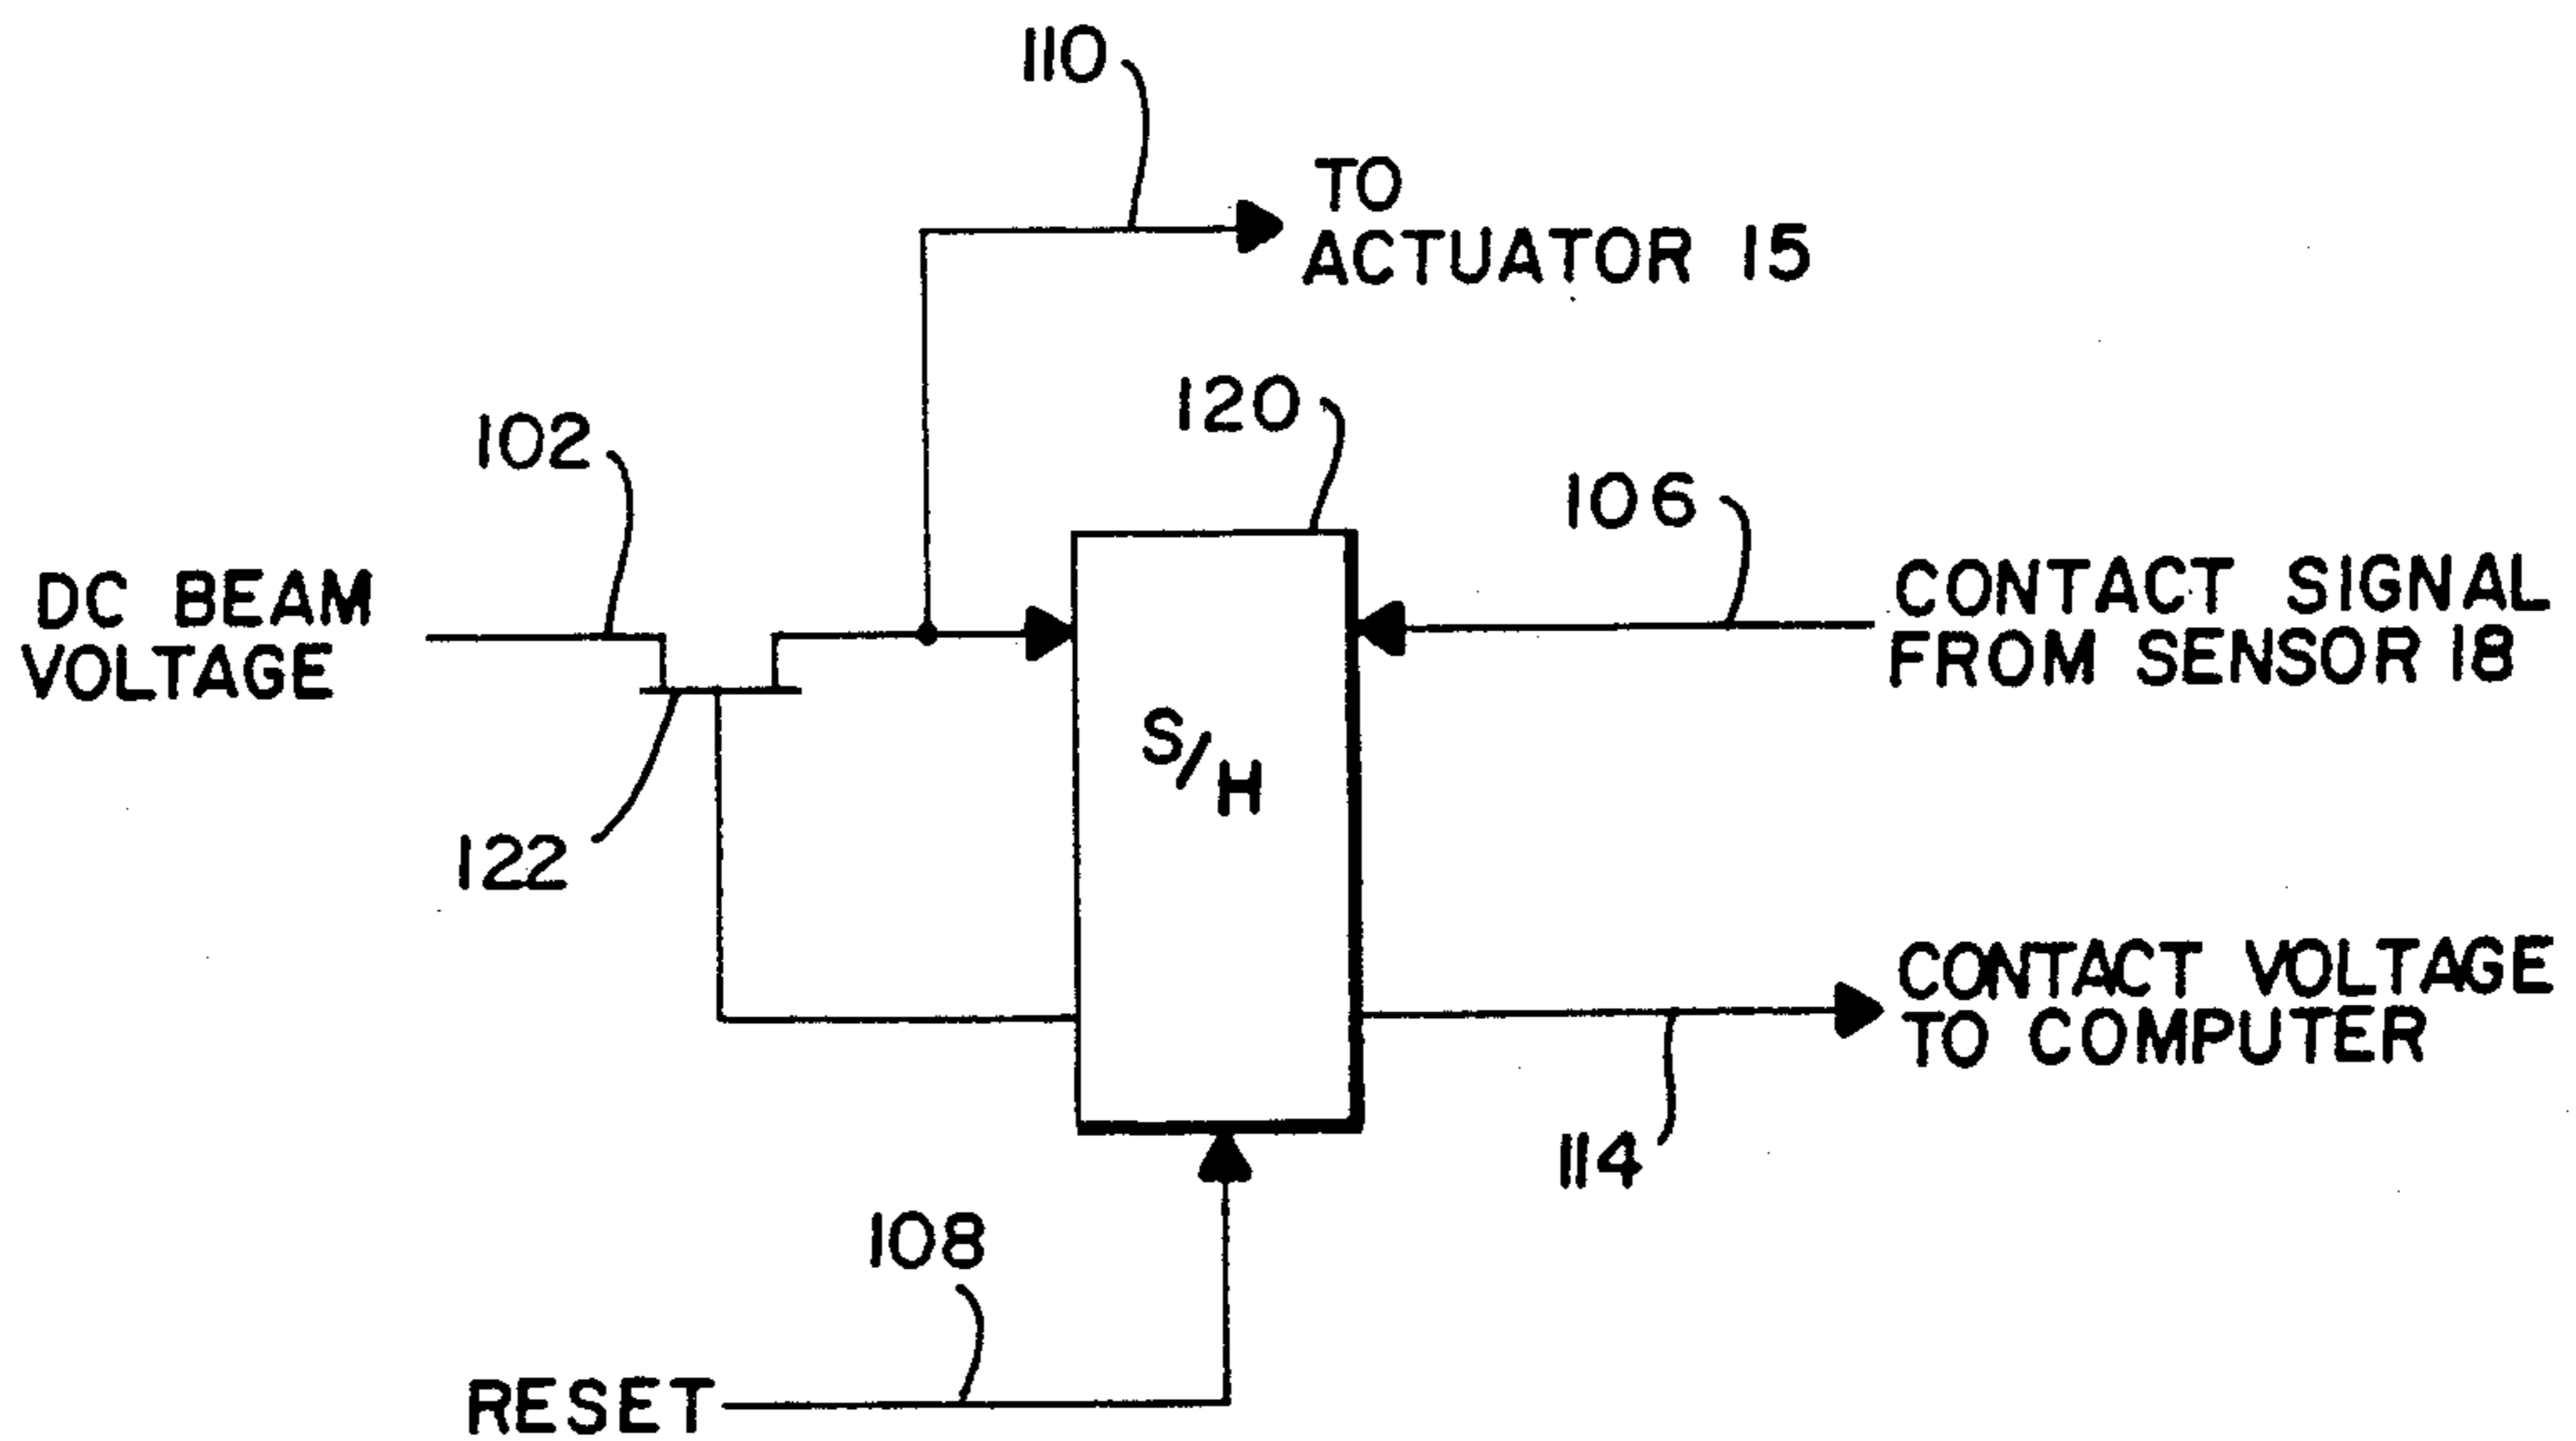 110
TO
ACTUATOR 15
120
102
106
DC BEAM
VOLTAGE
CONTACT SIGNAL
FROM SENSOR 18
S/H
122
CONTACT VOLTAGE
TO COMPUTER
114
108
RESET